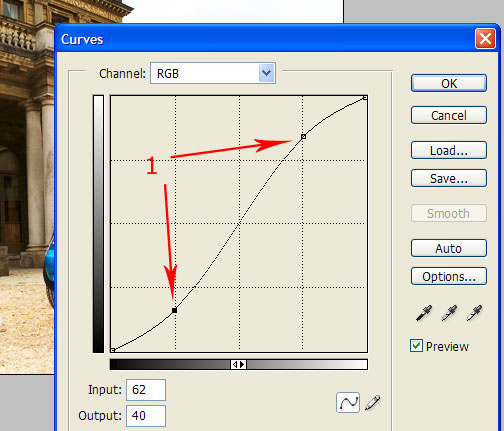 Curves
Channel: RGB
OK
Cancel
Load...
Save...
Smooth
Auto
Options...
Preview
1
Input: 62
Output: 40